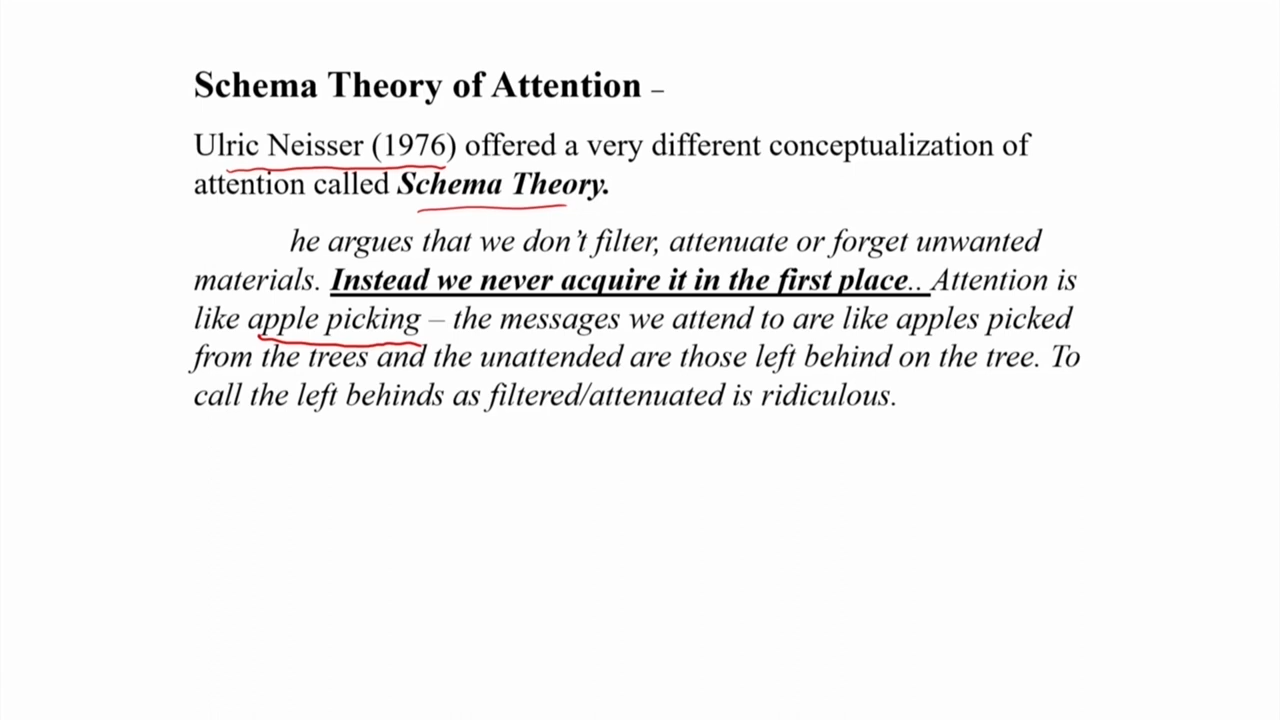 Schema Theory of Attention –
Ulric Neisser (1976) offered a very different conceptualization of
attention called Schema Theory.
he argues that we don't filter, attenuate or forget unwanted
materials. Instead we never acquire it in the first place.. Attention is
like apple picking – the messages we attend to are like apples picked
from the trees and the unattended are those left behind on the tree. To
call the left behinds as filtered/attenuated is ridiculous.